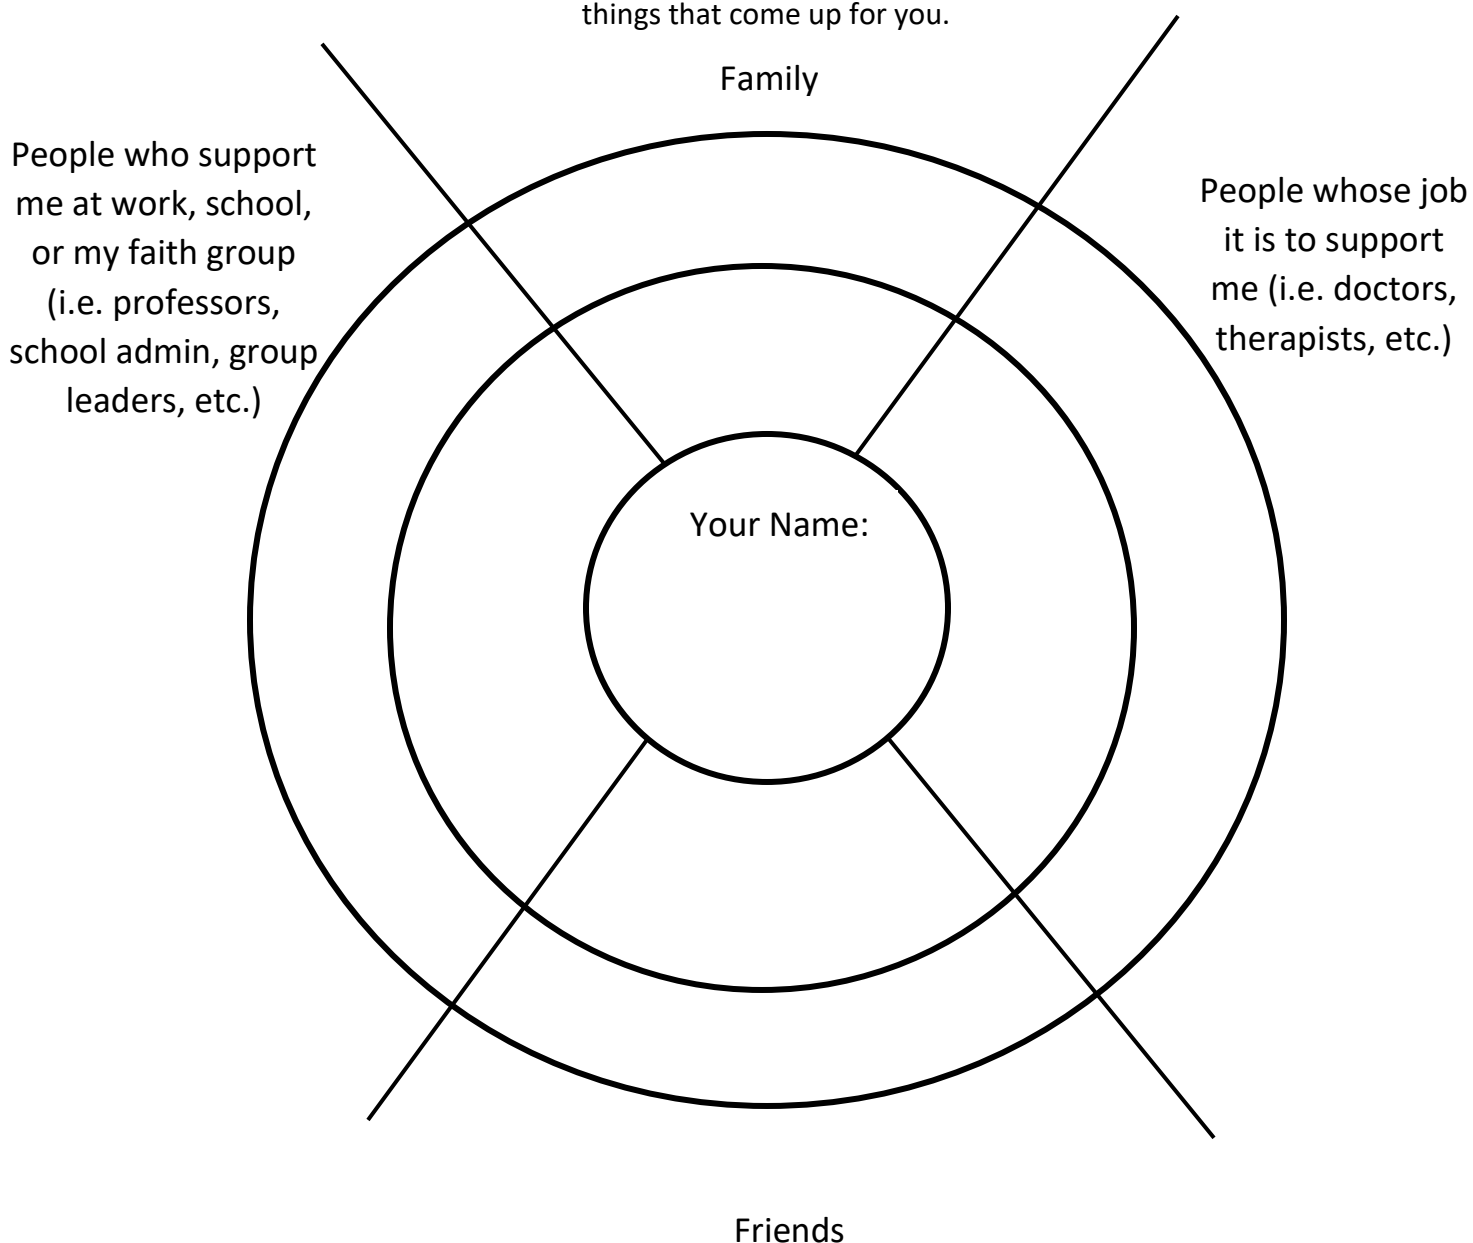 things that come up for you.
Family
People who support
me at work, school,
or my faith group
(i.e. professors,
school admin, group
leaders, etc.)
People whose job
it is to support
me (i.e. doctors,
therapists, etc.)
Your Name:
Friends